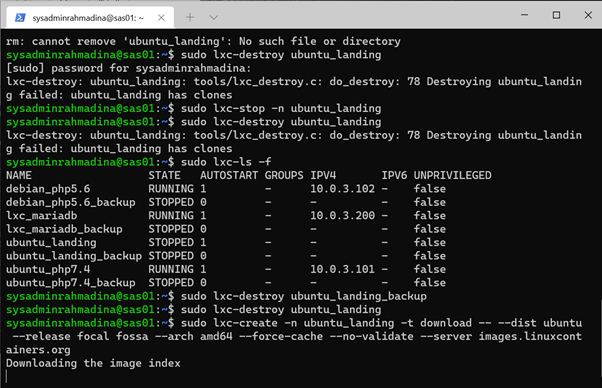 sysadminrahmadina@sas01: ~
rm: cannot remove 'ubuntu_landing': No such file or directory
sysadminrahmadina@sas01:~$ sudo lxc-destroy ubuntu_landing
[sudo] password for sysadminrahmadina:
lxc-destroy: ubuntu_landing: tools/lxc_destroy.c: do_destroy: 78 Destroying ubuntu_landin
g failed: ubuntu_landing has clones
sysadminrahmadina@sas01:~$ sudo lxc-stop -n ubuntu_landing
sysadminrahmadina@sas01:~$ sudo lxc-destroy ubuntu_landing
lxc-destroy: ubuntu_landing: tools/lxc_destroy.c: do_destroy: 78 Destroying ubuntu_landin
g failed: ubuntu_landing has clones
sysadminrahmadina@sas01:~$ sudo lxc-ls -f
NAME STATE AUTOSTART GROUPS IPV4 IPV6 UNPRIVILEGED
debian_php5.6 RUNNING 1 - 10.0.3.102 - false
debian_php5.6_backup STOPPED 0 - - - false
lxc_mariadb RUNNING 1 - 10.0.3.200 - false
lxc_mariadb_backup STOPPED 0 - - - false
ubuntu_landing STOPPED 1 - - - false
ubuntu_landing_backup STOPPED 0 - - - false
ubuntu_php7.4 RUNNING 1 - 10.0.3.101 - false
ubuntu_php7.4_backup STOPPED 0 - - - false
sysadminrahmadina@sas01:~$ sudo lxc-destroy ubuntu_landing_backup
sysadminrahmadina@sas01:~$ sudo lxc-destroy ubuntu_landing
sysadminrahmadina@sas01:~$ sudo lxc-create -n ubuntu_landing -t download -- --dist ubuntu
--release focal fossa --arch amd64 --force-cache --no-validate --server images.linuxcont
ainers.org
Downloading the image index